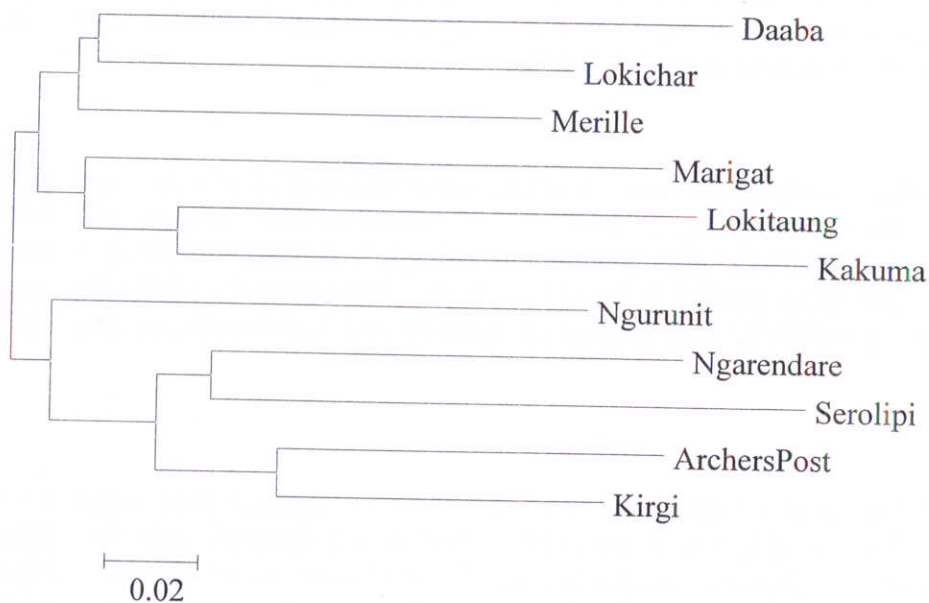 Daaba
Lokichar
Merille
Marigat
Lokitaung
Kakuma
Ngurunit
Ngarendare
Serolipi
ArchersPost
Kirgi
0.02